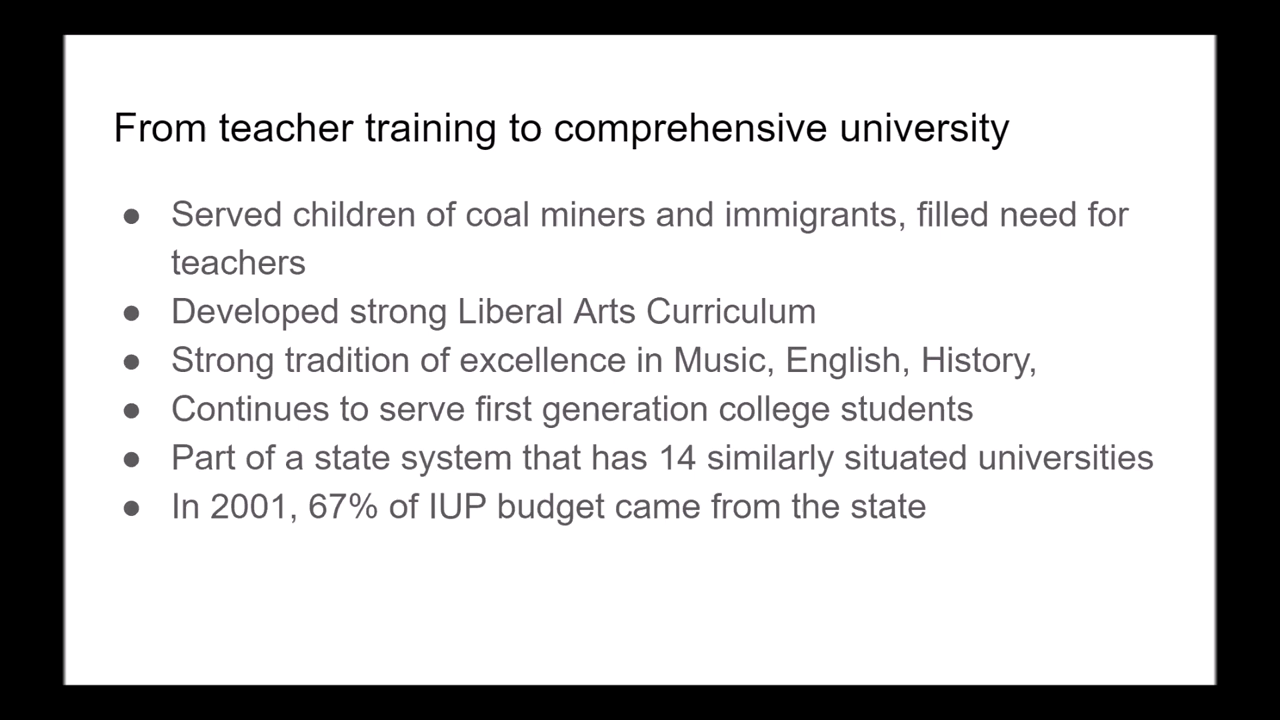 From teacher training to comprehensive university
● Served children of coal miners and immigrants, filled need for
teachers
● Developed strong Liberal Arts Curriculum
● Strong tradition of excellence in Music, English, History,
● Continues to serve first generation college students
● Part of a state system that has 14 similarly situated universities
● In 2001, 67% of IUP budget came from the state